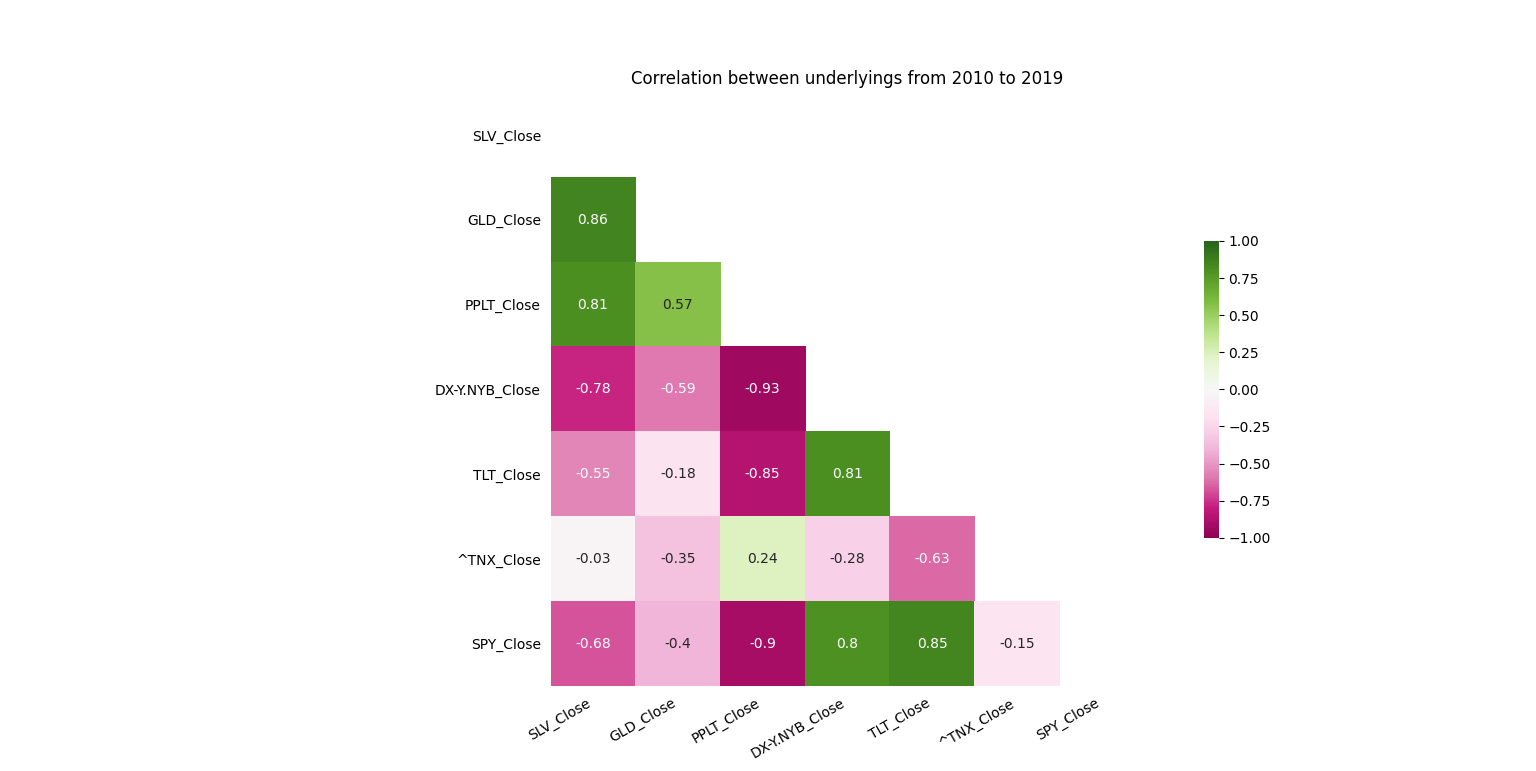 Correlation between underlyings from 2010 to 2019
SLV_Close
GLD_Close 0.86
PPLT_Close 0.81 0.57
DX-Y.NYB_Close -0.78 -0.59 -0.93
TLT_Close -0.55 -0.18 -0.85 0.81
^TNX_Close -0.03 -0.35 0.24 -0.28 -0.63
SPY_Close -0.68 -0.4 -0.9 0.8 0.85 -0.15
SLV_Close GLD_Close PPLT_Close DX-Y.NYB_Close TLT_Close ^TNX_Close SPY_Close
1.00
0.75
0.50
0.25
0.00
−0.25
−0.50
−0.75
−1.00